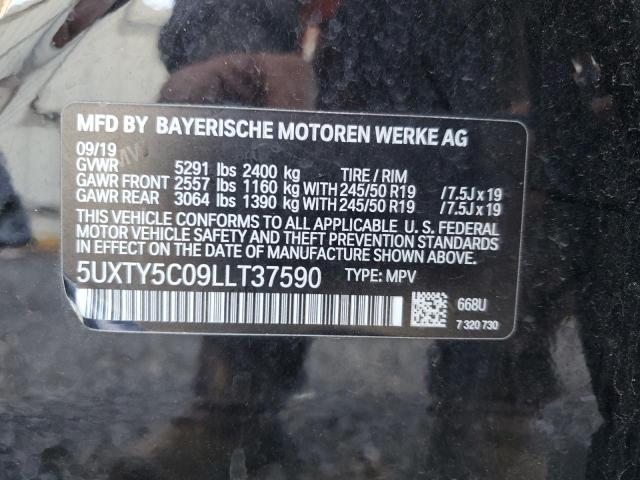 MFD BY BAYERISCHE MOTOREN WERKE AG
09/19
GVWR 5291 lbs 2400 kg TIRE / RIM
GAWR FRONT 2557 lbs 1160 kg WITH 245/50 R19 / 7.5J x 19
GAWR REAR 3064 lbs 1390 kg WITH 245/50 R19 / 7.5J x 19
THIS VEHICLE CONFORMS TO ALL APPLICABLE U. S. FEDERAL
MOTOR VEHICLE SAFETY AND THEFT PREVENTION STANDARDS
IN EFFECT ON THE DATE OF MANUFACTURE SHOWN ABOVE.
5UXTY5C09LLT37590 TYPE: MPV
668U
7 320 730